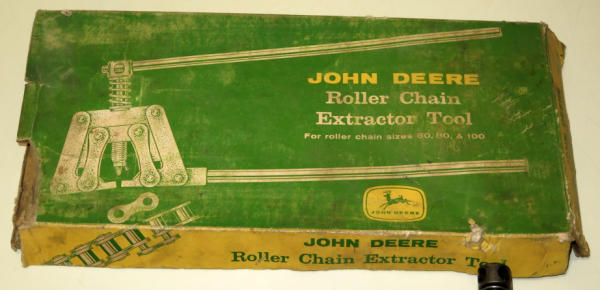 JOHN DEERE
Roller Chain
Extractor Tool
For roller chain sizes 60, 80, & 100
JOHN DEERE
JOHN DEERE
Roller Chain Extractor Tool